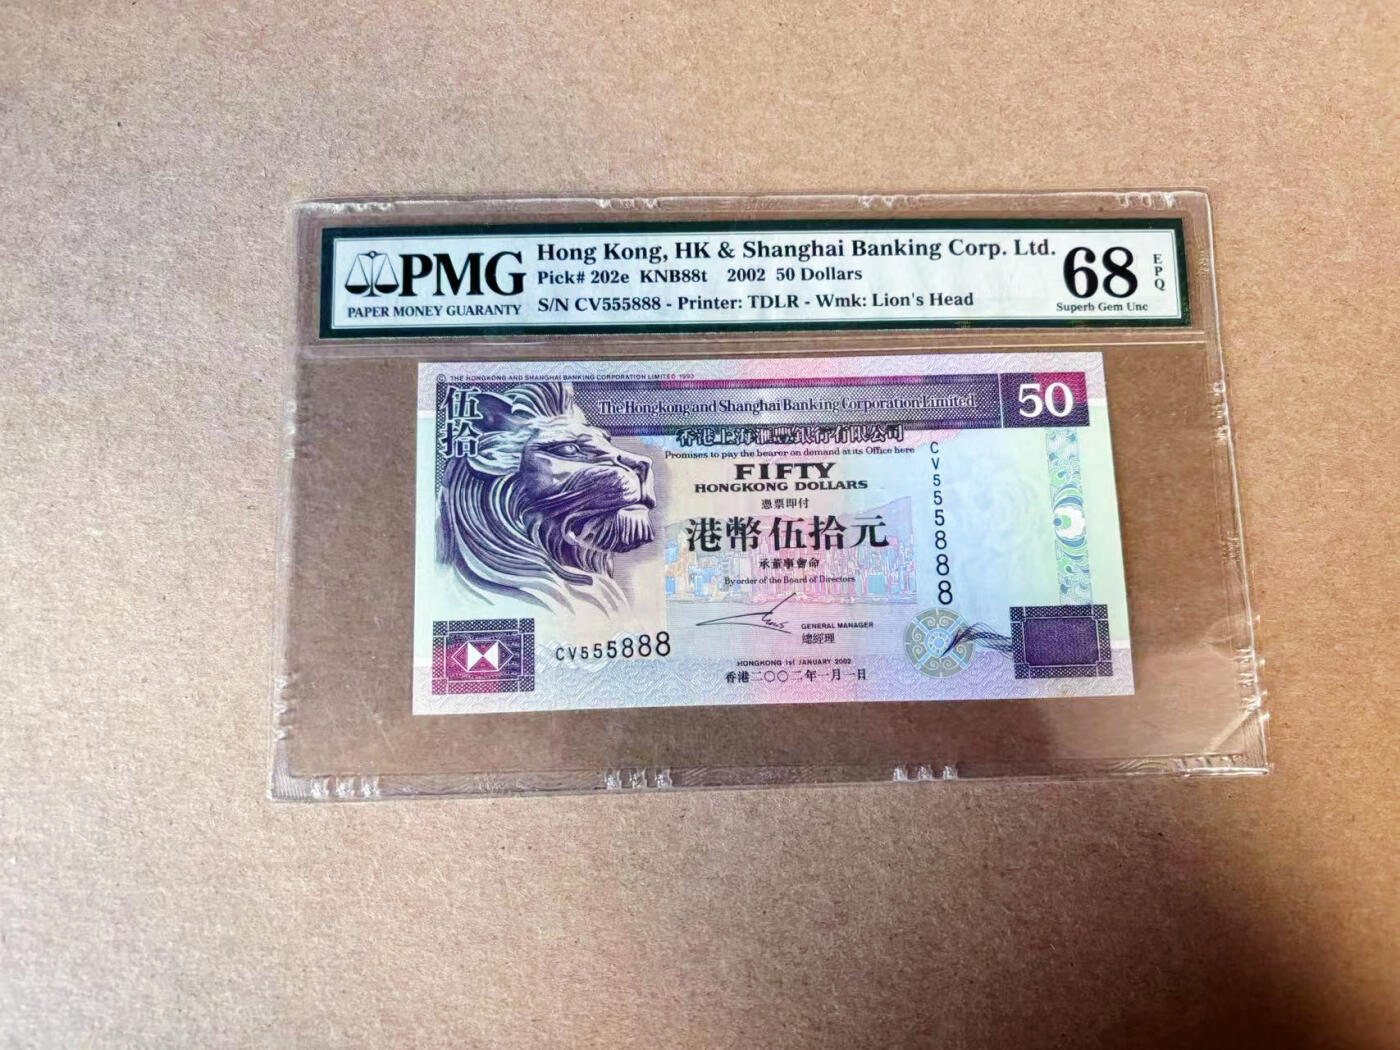 PMG
PAPER MONEY GUARANTY
Hong Kong, HK & Shanghai Banking Corp. Ltd.
Pick# 202e KNB88t 2002 50 Dollars
S/N CV555888 - Printer: TDLR - Wmk: Lion's Head
68
EPQ
Superb Gem Unc
© THE HONGKONG AND SHANGHAI BANKING CORPORATION LIMITED 1993
伍拾
The Hongkong and Shanghai Banking Corporation Limited
50
香港上海滙豐銀行有限公司
Promises to pay the bearer on demand at its Office here
FIFTY
HONGKONG DOLLARS
憑票即付
港幣伍拾元
承董事會命
By order of the Board of Directors
CV555888
GENERAL MANAGER
總經理
CV555888
HONGKONG 1st JANUARY 2002
香港二〇〇二年一月一日